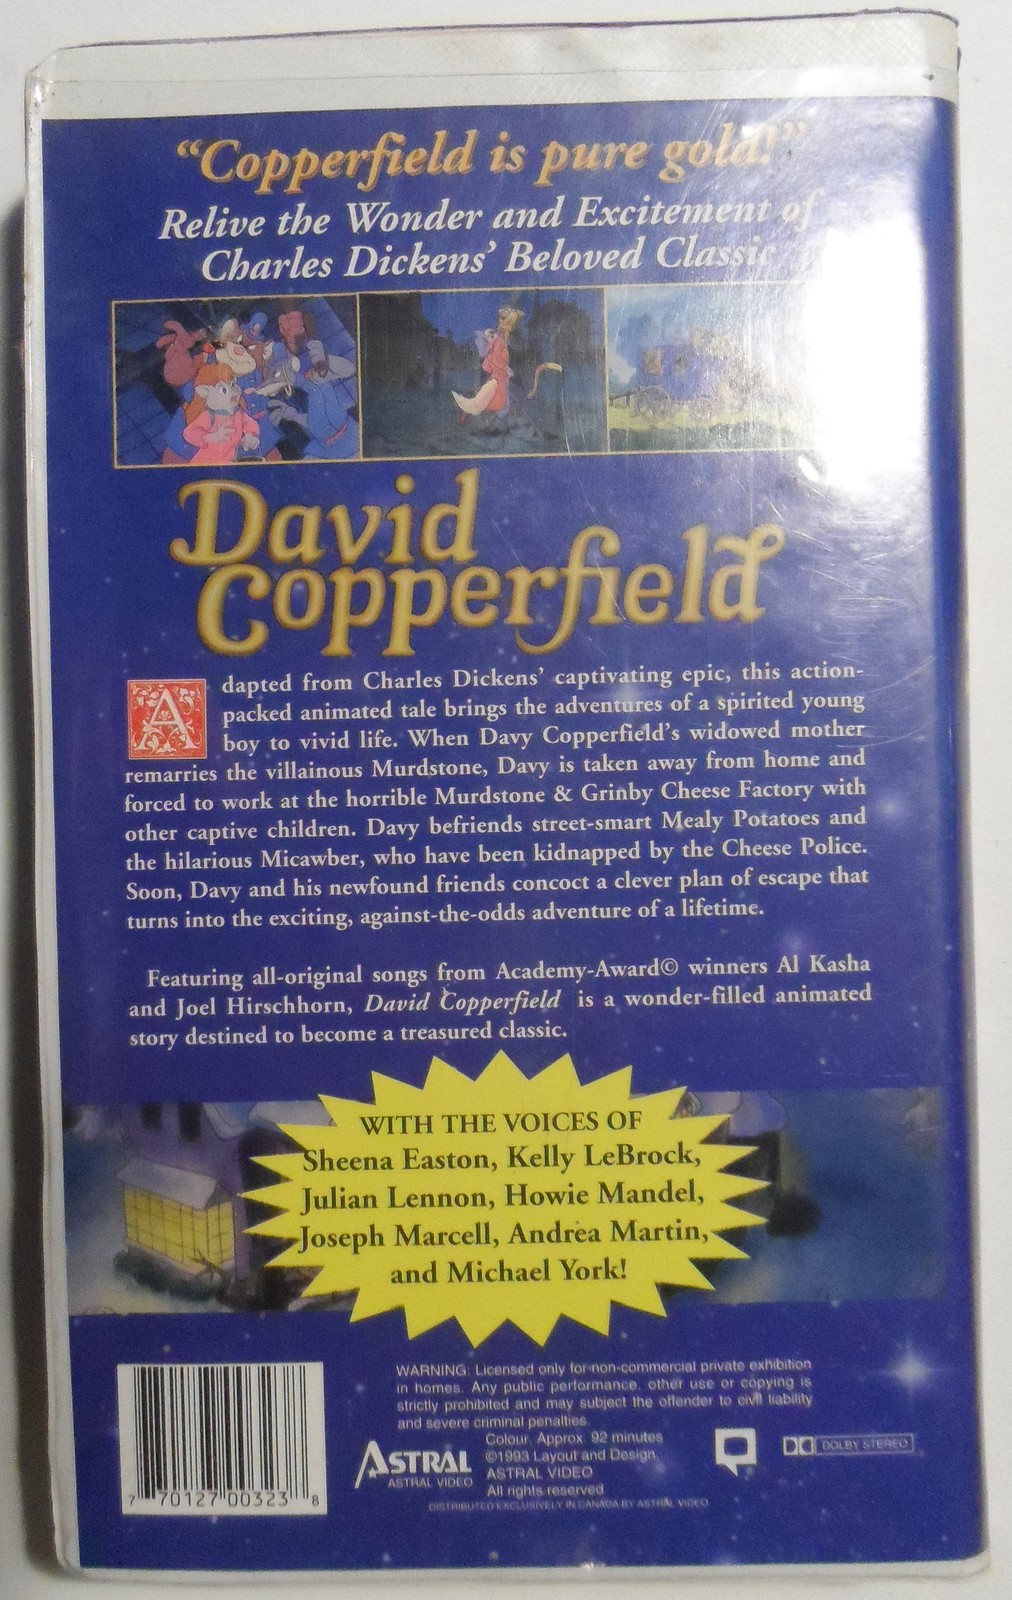 “Copperfield is pure gold!”
Relive the Wonder and Excitement of
Charles Dickens’ Beloved Classic
David
Copperfield
Adapted from Charles Dickens’ captivating epic, this action-
packed animated tale brings the adventures of a spirited young
boy to vivid life. When Davy Copperfield’s widowed mother
remarries the villainous Murdstone, Davy is taken away from home and
forced to work at the horrible Murdstone & Grinby Cheese Factory with
other captive children. Davy befriends street-smart Mealy Potatoes and
the hilarious Micawber, who have been kidnapped by the Cheese Police.
Soon, Davy and his newfound friends concoct a clever plan of escape that
turns into the exciting, against-the-odds adventure of a lifetime.
Featuring all-original songs from Academy-Award© winners Al Kasha
and Joel Hirschhorn, David Copperfield is a wonder-filled animated
story destined to become a treasured classic.
WITH THE VOICES OF
Sheena Easton, Kelly LeBrock,
Julian Lennon, Howie Mandel,
Joseph Marcell, Andrea Martin,
and Michael York!
WARNING: Licensed only for non-commercial private exhibition
in homes. Any public performance, other use or copying is
strictly prohibited and may subject the offender to civil liability
and severe criminal penalties.
Colour. Approx. 92 minutes
©1993 Layout and Design,
ASTRAL VIDEO
All rights reserved
DISTRIBUTED EXCLUSIVELY IN CANADA BY ASTRAL VIDEO
ASTRAL
ASTRAL VIDEO
DOLBY STEREO
7 70127 00323 8